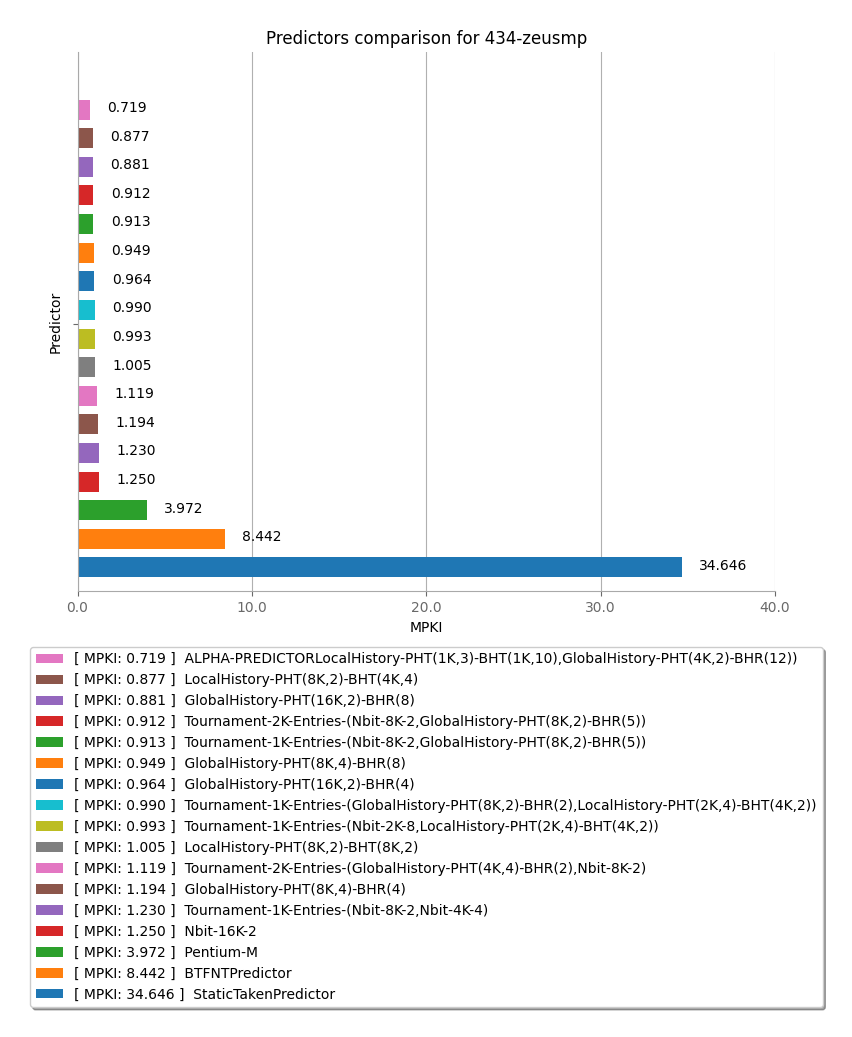 Predictors comparison for 434-zeusmp
0.719
0.877
0.881
0.912
0.913
0.949
0.964
0.990
0.993
1.005
1.119
1.194
1.230
1.250
3.972
8.442
34.646
Predictor
0.0 10.0 20.0 30.0 40.0
MPKI
[ MPKI: 0.719 ] ALPHA-PREDICTORLocalHistory-PHT(1K,3)-BHT(1K,10),GlobalHistory-PHT(4K,2)-BHR(12))
[ MPKI: 0.877 ] LocalHistory-PHT(8K,2)-BHT(4K,4)
[ MPKI: 0.881 ] GlobalHistory-PHT(16K,2)-BHR(8)
[ MPKI: 0.912 ] Tournament-2K-Entries-(Nbit-8K-2,GlobalHistory-PHT(8K,2)-BHR(5))
[ MPKI: 0.913 ] Tournament-1K-Entries-(Nbit-8K-2,GlobalHistory-PHT(8K,2)-BHR(5))
[ MPKI: 0.949 ] GlobalHistory-PHT(8K,4)-BHR(8)
[ MPKI: 0.964 ] GlobalHistory-PHT(16K,2)-BHR(4)
[ MPKI: 0.990 ] Tournament-1K-Entries-(GlobalHistory-PHT(8K,2)-BHR(2),LocalHistory-PHT(2K,4)-BHT(4K,2))
[ MPKI: 0.993 ] Tournament-1K-Entries-(Nbit-2K-8,LocalHistory-PHT(2K,4)-BHT(4K,2))
[ MPKI: 1.005 ] LocalHistory-PHT(8K,2)-BHT(8K,2)
[ MPKI: 1.119 ] Tournament-2K-Entries-(GlobalHistory-PHT(4K,4)-BHR(2),Nbit-8K-2)
[ MPKI: 1.194 ] GlobalHistory-PHT(8K,4)-BHR(4)
[ MPKI: 1.230 ] Tournament-1K-Entries-(Nbit-8K-2,Nbit-4K-4)
[ MPKI: 1.250 ] Nbit-16K-2
[ MPKI: 3.972 ] Pentium-M
[ MPKI: 8.442 ] BTFNTPredictor
[ MPKI: 34.646 ] StaticTakenPredictor